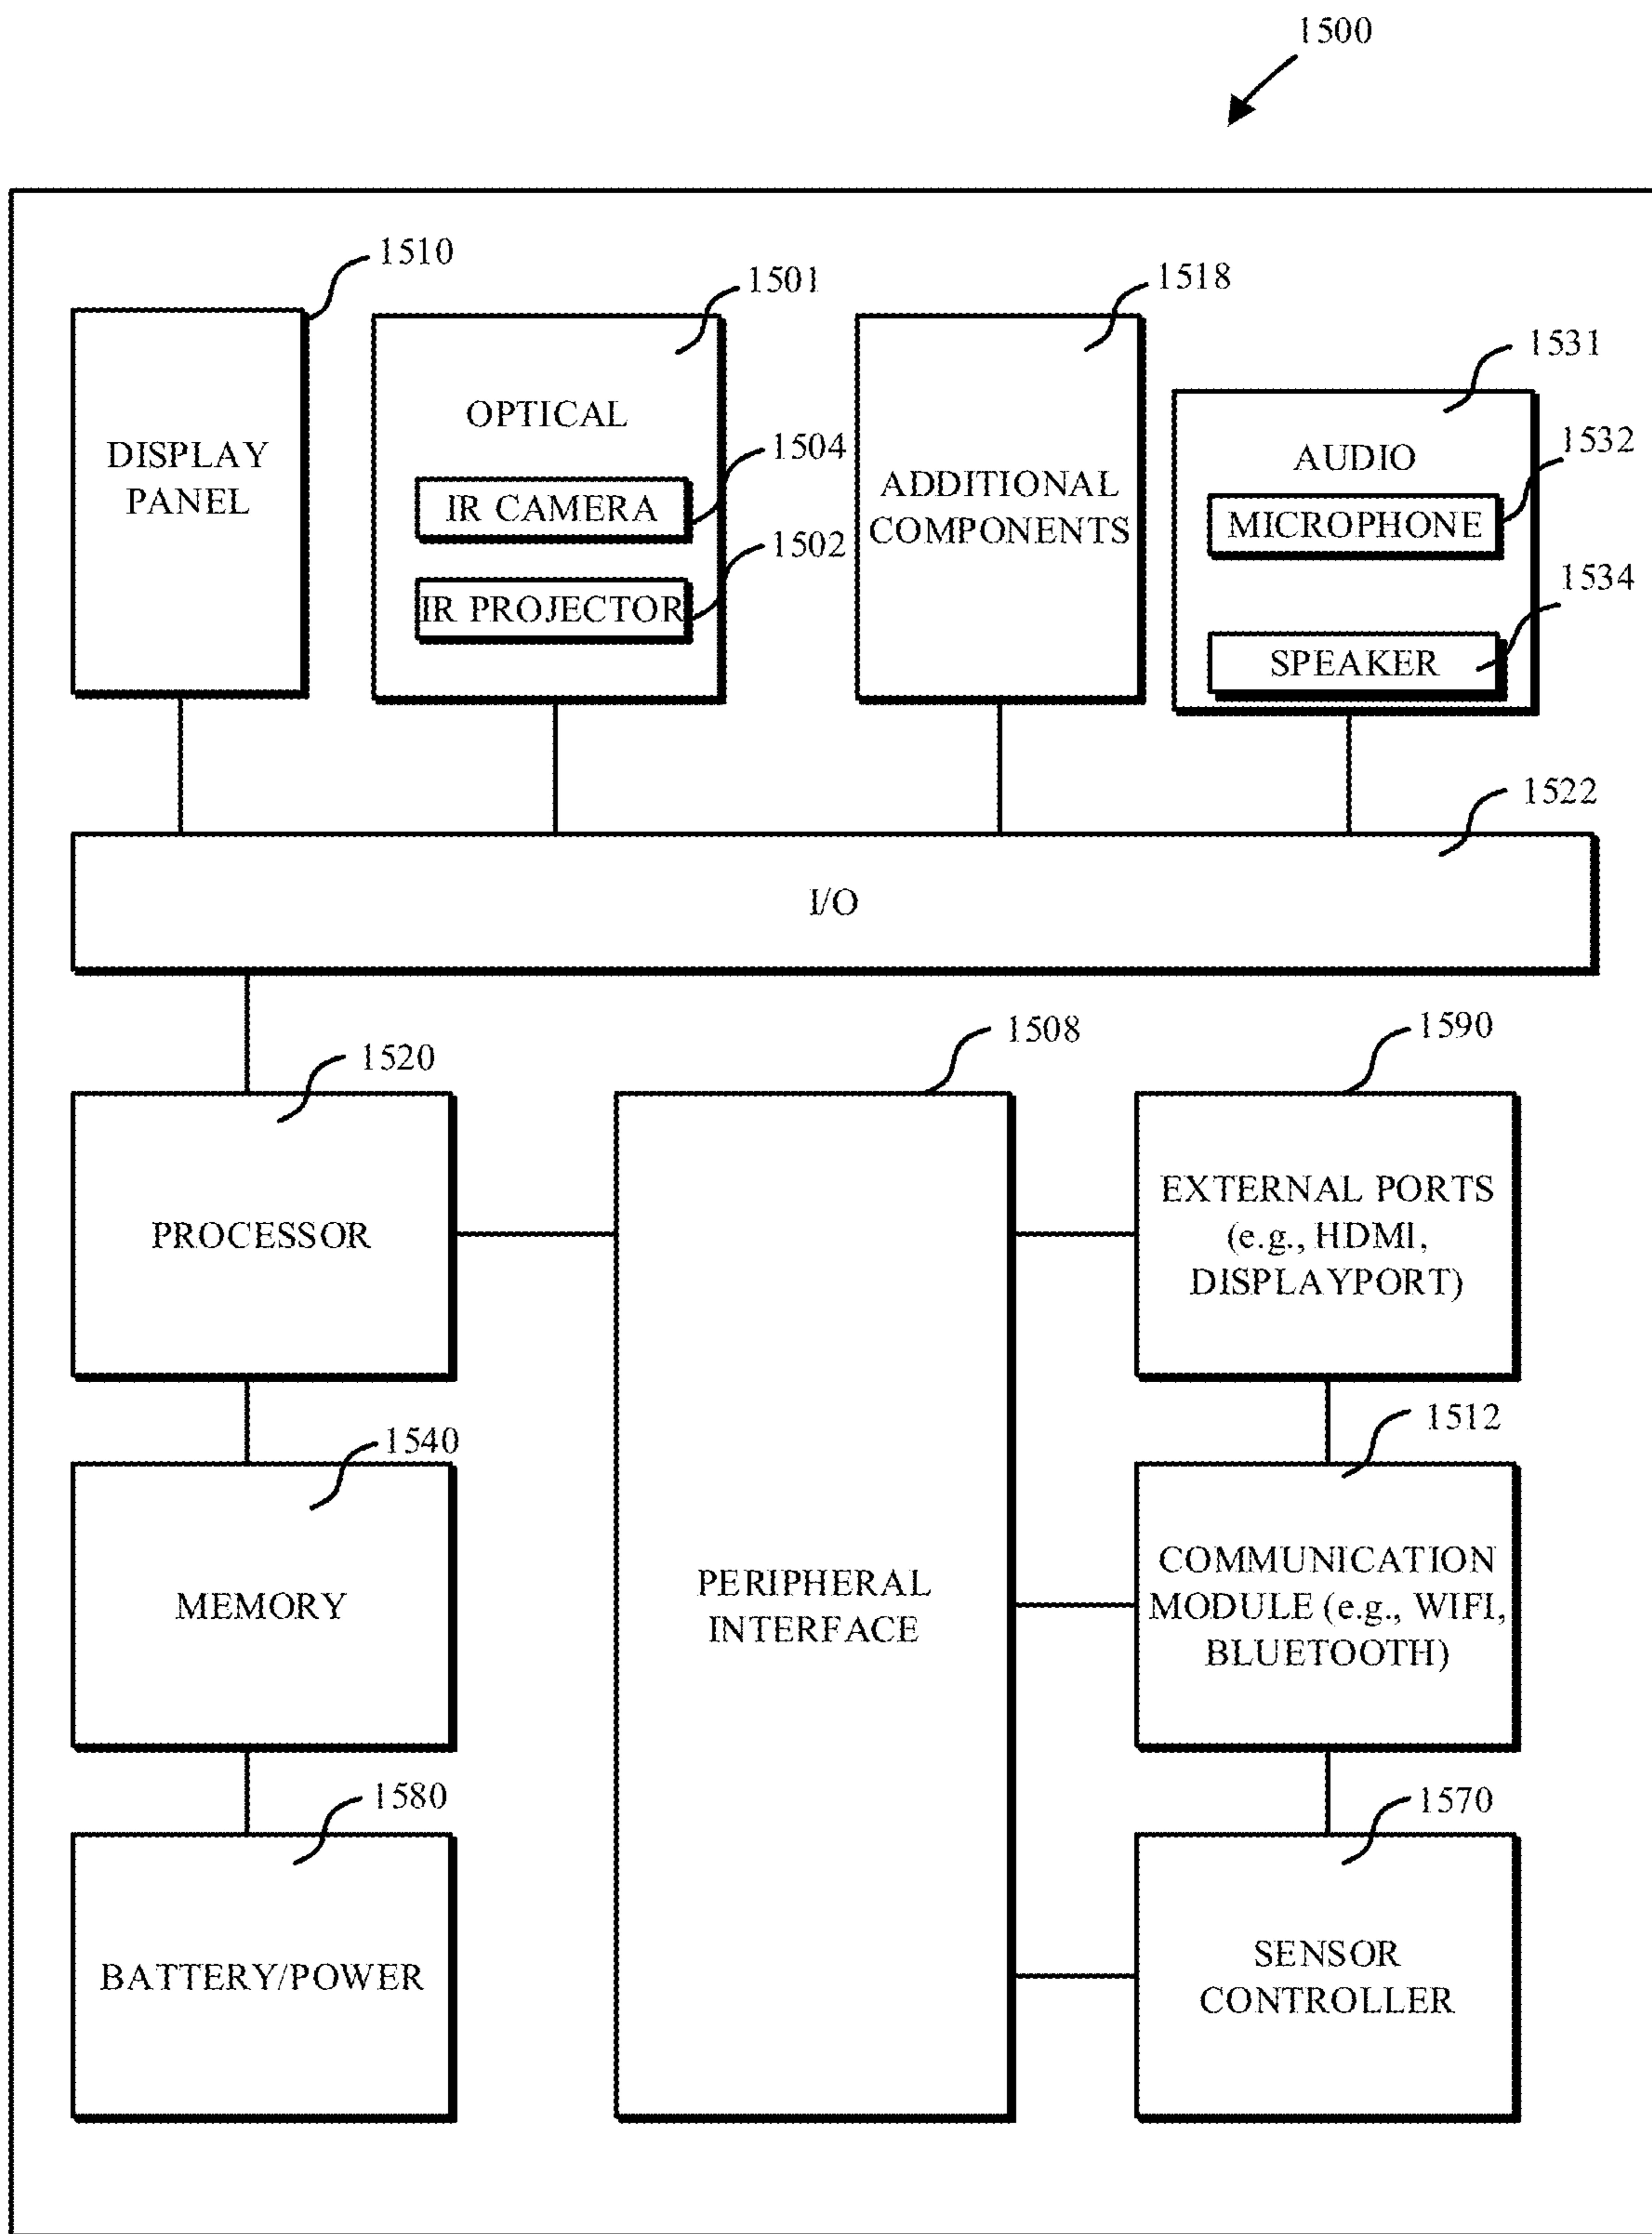 1500
1510
1501
1518
1531
DISPLAY
PANEL
OPTICAL
1504
IR CAMERA
1502
IR PROJECTOR
ADDITIONAL
COMPONENTS
AUDIO
1532
MICROPHONE
1534
SPEAKER
1522
I/O
1520
PROCESSOR
1508
PERIPHERAL
INTERFACE
1590
EXTERNAL PORTS
(e.g., HDMI,
DISPLAYPORT)
1540
MEMORY
1512
COMMUNICATION
MODULE (e.g., WIFI,
BLUETOOTH)
1580
BATTERY/POWER
1570
SENSOR
CONTROLLER